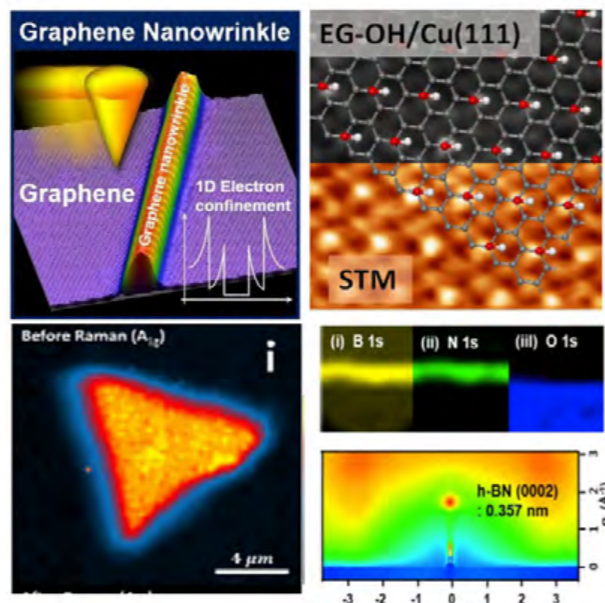 Graphene Nanowrinkle
Graphene
Graphene nanowrinkle
1D Electron
confinement
EG-OH/Cu(111)
STM
Before Raman (A₁g)
i
4 μm
(i) B 1s
(ii) N 1s
(iii) O 1s
h-BN (0002)
: 0.357 nm
3
2
1
0
-3 -2 -1 0 1 2 3